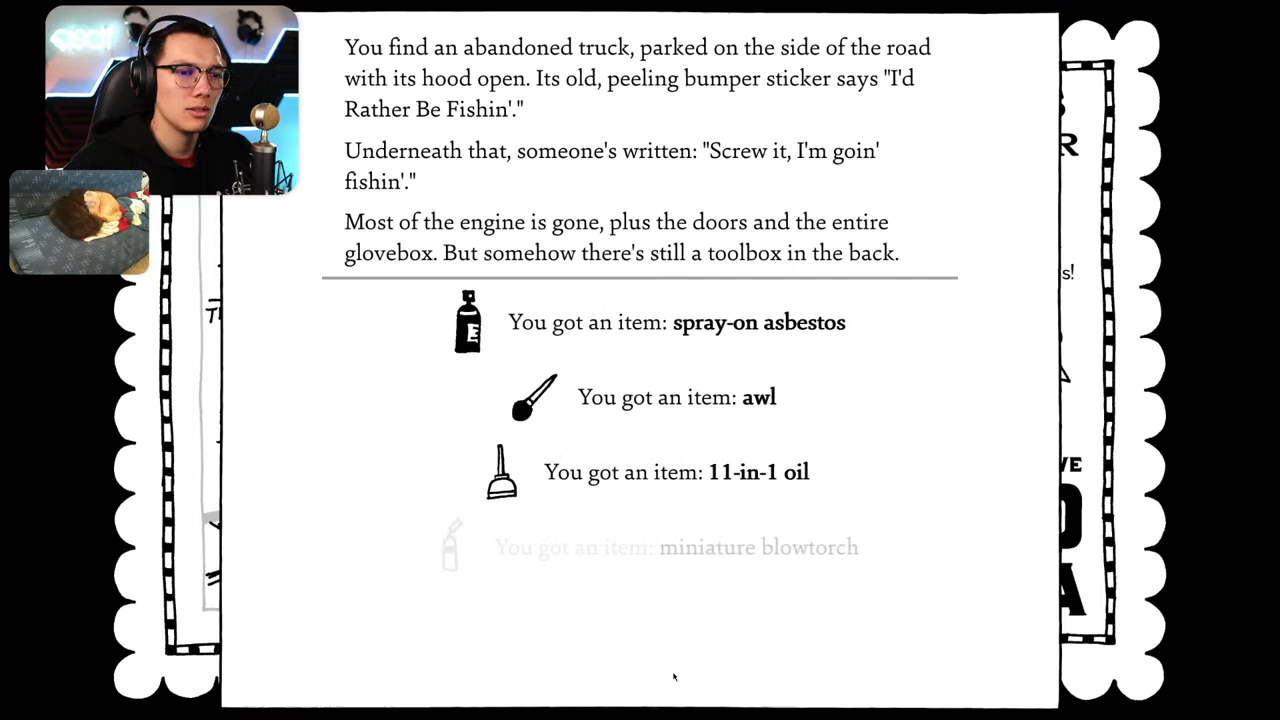 asdf
You find an abandoned truck, parked on the side of the road
with its hood open. Its old, peeling bumper sticker says "I'd
Rather Be Fishin'."
Underneath that, someone's written: "Screw it, I'm goin'
fishin'."
Most of the engine is gone, plus the doors and the entire
glovebox. But somehow there's still a toolbox in the back.
E
You got an item: spray-on asbestos
You got an item: awl
You got an item: 11-in-1 oil
You got an item: miniature blowtorch
R
s!
VE
A